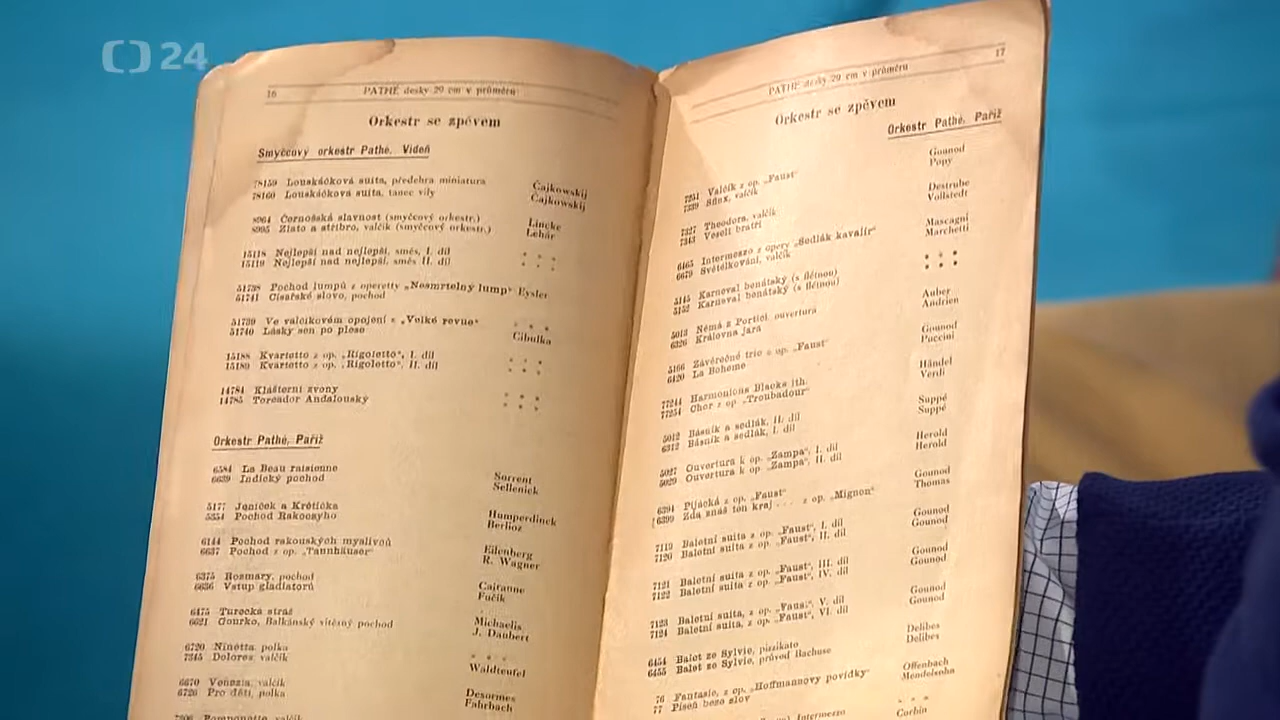 ČT 24
16 PATHÉ desky 29 cm v průměru
Orkestr se zpěvem
Smyčcový orkestr Pathé, Vídeň
78159 Louskáčková suita, předehra miniatura Čajkowskij
78160 Louskáčková suita, tanec víly Čajkowskij
8964 Černošská slavnost (smyčcový orkestr.) Lincke
8995 Zlato a stříbro, valčík (smyčcový orkestr.) Lehár
15118 Nejlepší nad nejlepší, směs, I. díl * * *
15119 Nejlepší nad nejlepší, směs II. díl * * *
51738 Pochod lumpů z operetty „Nesmrtelný lump“ Eysler
51741 Císařské slovo, pochod
51739 Ve valčíkovém opojení z „Velké revue“ * * *
51740 Lásky sen po plese Cibulka
15188 Kvartetto z op. „Rigoletto“, I. díl * * *
15189 Kvartetto z op. „Rigoletto“, II. díl * * *
14784 Klášterní zvony * * *
14785 Toreador Andalouský * * *
Orkestr Pathé, Paříž
6584 La Beau raisienne Sorrent
6639 Indický pochod Sellenick
5177 Jeníček a Krětička Humperdinck
5354 Pochod Rakoczyho Berlioz
6144 Pochod rakouských myslivců Eilenberg
6637 Pochod z op. „Tannhäuser“ R. Wagner
6375 Rozmary, pochod
6636 Vstup gladiatorů Fučík
6475 Turecká stráž Michaelis
6621 Gourko, Balkánský vítězný pochod J. Daubert
6720 Ninetta, polka * * *
7345 Dolores, valčík Waldteufel
6670 Venezia, valčík Desormes
6726 Pro děti, polka Fahrbach
Pomponette, valčík
PATHÉ desky 29 cm v průměru 17
Orkestr se zpěvem
Orkestr Pathé, Paříž
7251 Valčík z op. „Faust“ Gounod
7339 valčík Popy
7327 Theodora, valčík Destrube
7343 Veselí bratři Vollstedt
6465 Intermezzo z opery „Sedlák kavalír“ Mascagni
6679 Světélkování, valčík Marchetti
5145 Karneval benátský (s flétnou) * * *
5152 Karneval benátský (s flétnou) * * *
5013 Němá z Portici, ouvertura Auber
6326 Královna jara Andrien
5166 Závěrečné trio z op. „Faust“ Gounod
6420 La Boheme Puccini
77244 Harmonious Blacks ith. Händel
77254 Chor z op. „Troubadour“ Verdi
5012 Básník a sedlák, II. díl Suppé
6312 Básník a sedlák, I. díl Suppé
5027 Ouvertura k op. „Zampa“, I. díl Herold
5029 Ouvertura k op. „Zampa“, II. díl Herold
6394 Pijácká z op. „Faust“ Gounod
6399 Zda znáš ten kraj . . . z op. „Mignon“ Thomas
7119 Baletní suita z op. „Faust“, I. díl Gounod
7120 Baletní suita z op. „Faust“, II. díl Gounod
7121 Baletní suita z op. „Faust“, III. díl Gounod
7122 Baletní suita z op. „Faust“, IV. díl Gounod
7123 Baletní suita, z op. „Faust“, V. díl Gounod
7124 Baletní suita, z op. „Faust“, VI. díl Gounod
6454 Balet ze Sylvie, pizzikato Delibes
6455 Balet ze Sylvie, průvod Bachuse Delibes
76 Fantasie, z op. „Hoffmannovy povídky“ Offenbach
77 Píseň beze slov Mendelsohn
Intermezzo * * *
Corbin